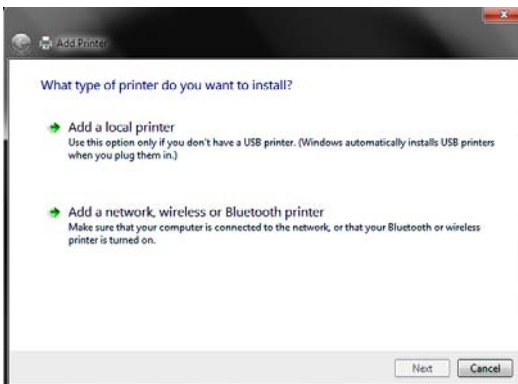 Add Printer
What type of printer do you want to install?
Add a local printer
Use this option only if you don't have a USB printer. (Windows automatically installs USB printers
when you plug them in.)
Add a network, wireless or Bluetooth printer
Make sure that your computer is connected to the network, or that your Bluetooth or wireless
printer is turned on.
Next Cancel